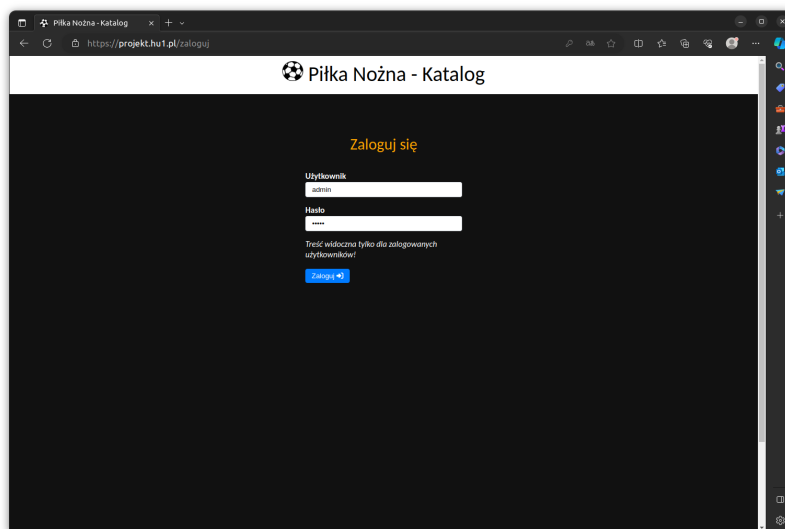 Piłka Nożna - Katalog
https://projekt.hu1.pl/zaloguj
Piłka Nożna - Katalog
Zaloguj się
Użytkownik
admin
Hasło
•••••
Treść widoczna tylko dla zalogowanych
użytkowników!
Zaloguj